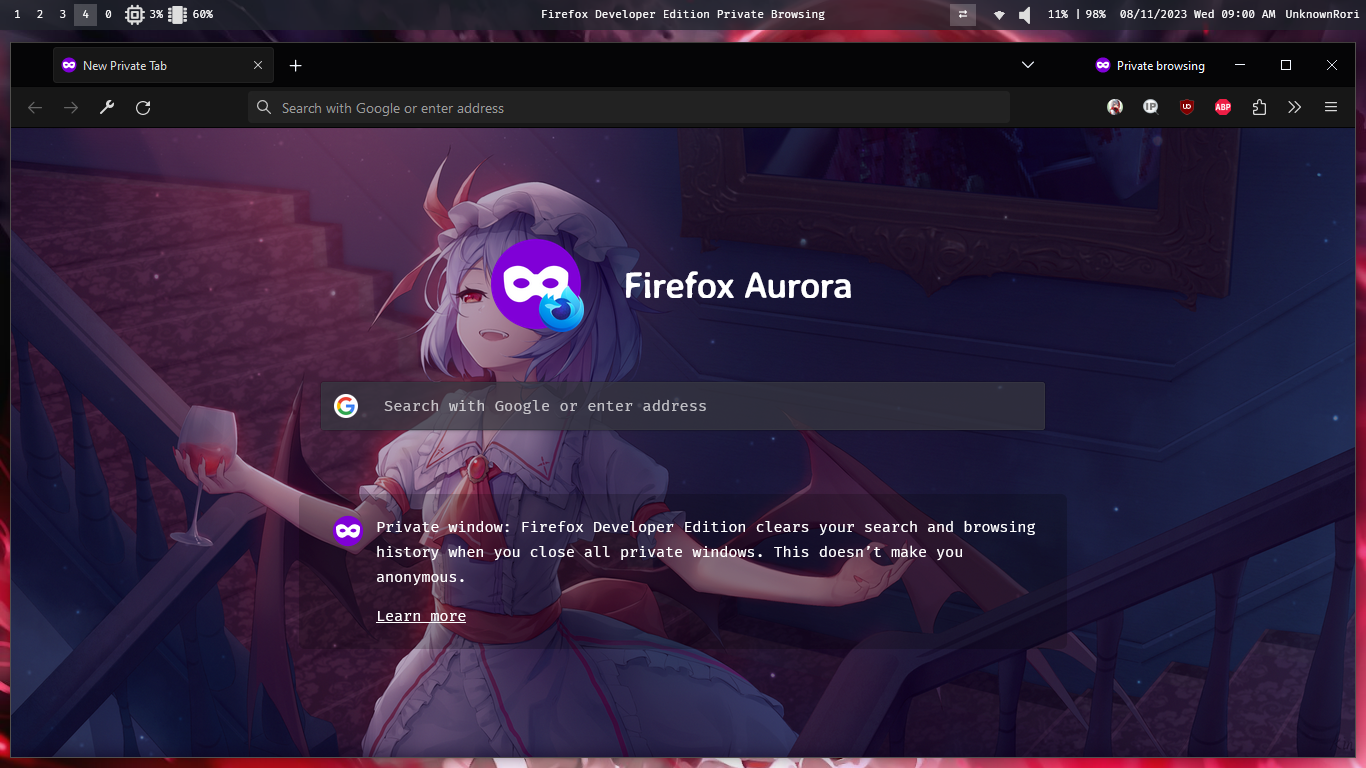 1 2 3 4 0 3% 60% Firefox Developer Edition Private Browsing 11% | 98% 08/11/2023 Wed 09:00 AM UnknownRori
New Private Tab Private browsing
Search with Google or enter address IP UO ABP
Firefox Aurora
Search with Google or enter address
Private window: Firefox Developer Edition clears your search and browsing
history when you close all private windows. This doesn’t make you
anonymous.
Learn more